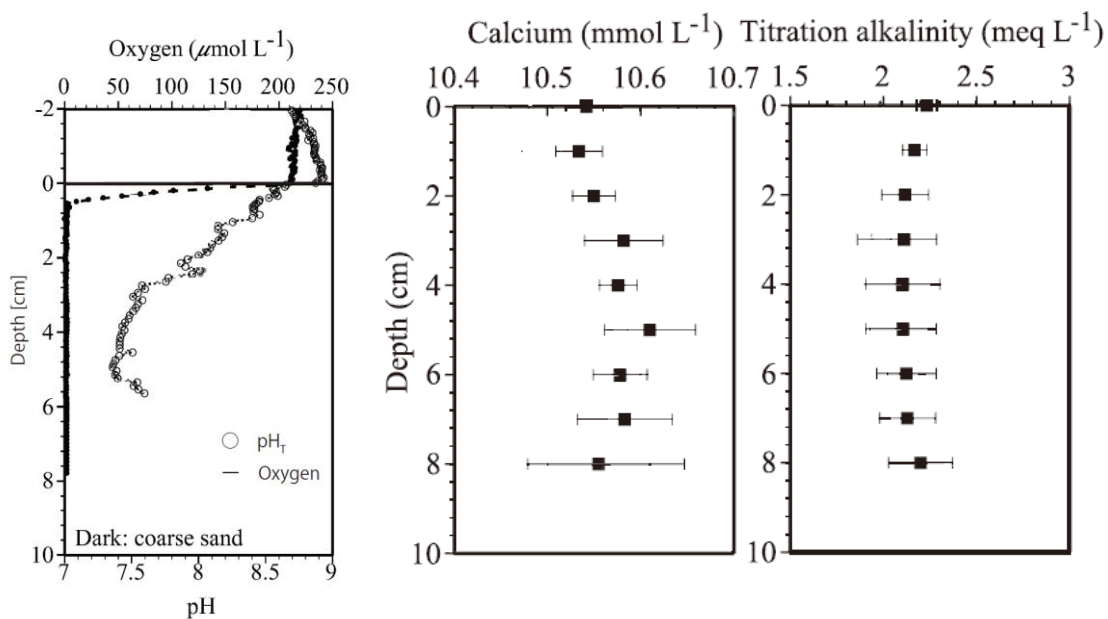 Oxygen (μmol L-1)
0 50 100 150 200 250
-2
0
2
4
6
8
10
Depth [cm]
pHT
Oxygen
Dark: coarse sand
7 7.5 8 8.5 9
pH
Calcium (mmol L-1)
10.4 10.5 10.6 10.7
0
2
4
6
8
10
Depth (cm)
Titration alkalinity (meq L-1)
1.5 2 2.5 3
0
2
4
6
8
10